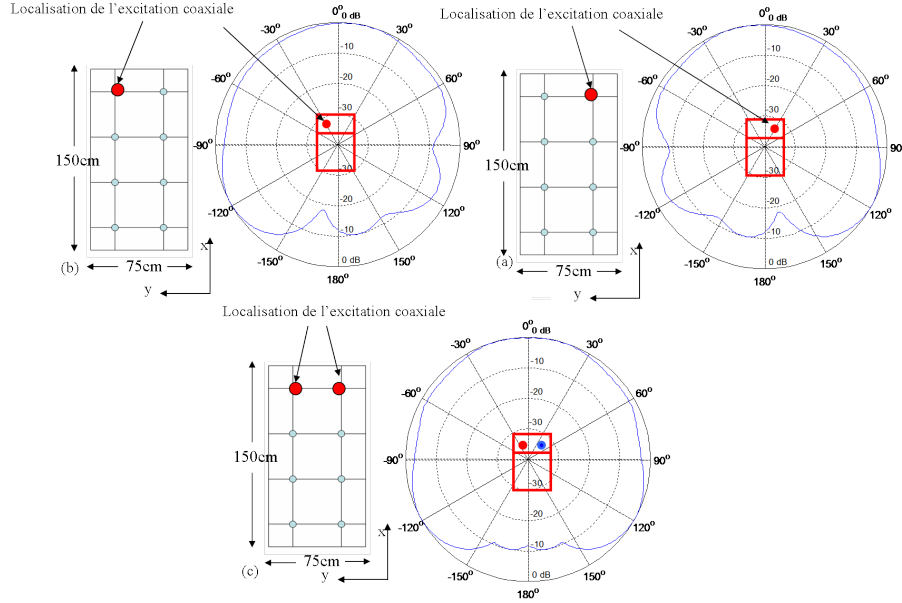 Localisation de l'excitation coaxiale
150cm
75cm
(b)
x
y
0° 0 dB
-30°
30°
-60°
60°
-90°
90°
-120°
120°
-150°
150°
180°
-10
-20
-30
-30
-20
-10
0 dB
Localisation de l'excitation coaxiale
150cm
75cm
(a)
x
y
0° 0 dB
-30°
30°
-60°
60°
-90°
90
-120°
120°
-150°
150°
180°
-10
-20
-30
-30
-20
-10
0 dB
Localisation de l'excitation coaxiale
150cm
75cm
(c)
x
y
0° 0 dB
-30°
30°
-60°
60°
-90°
90°
-120°
120°
-150°
150°
180°
-10
-20
-30
-30
-20
-10
0 dB